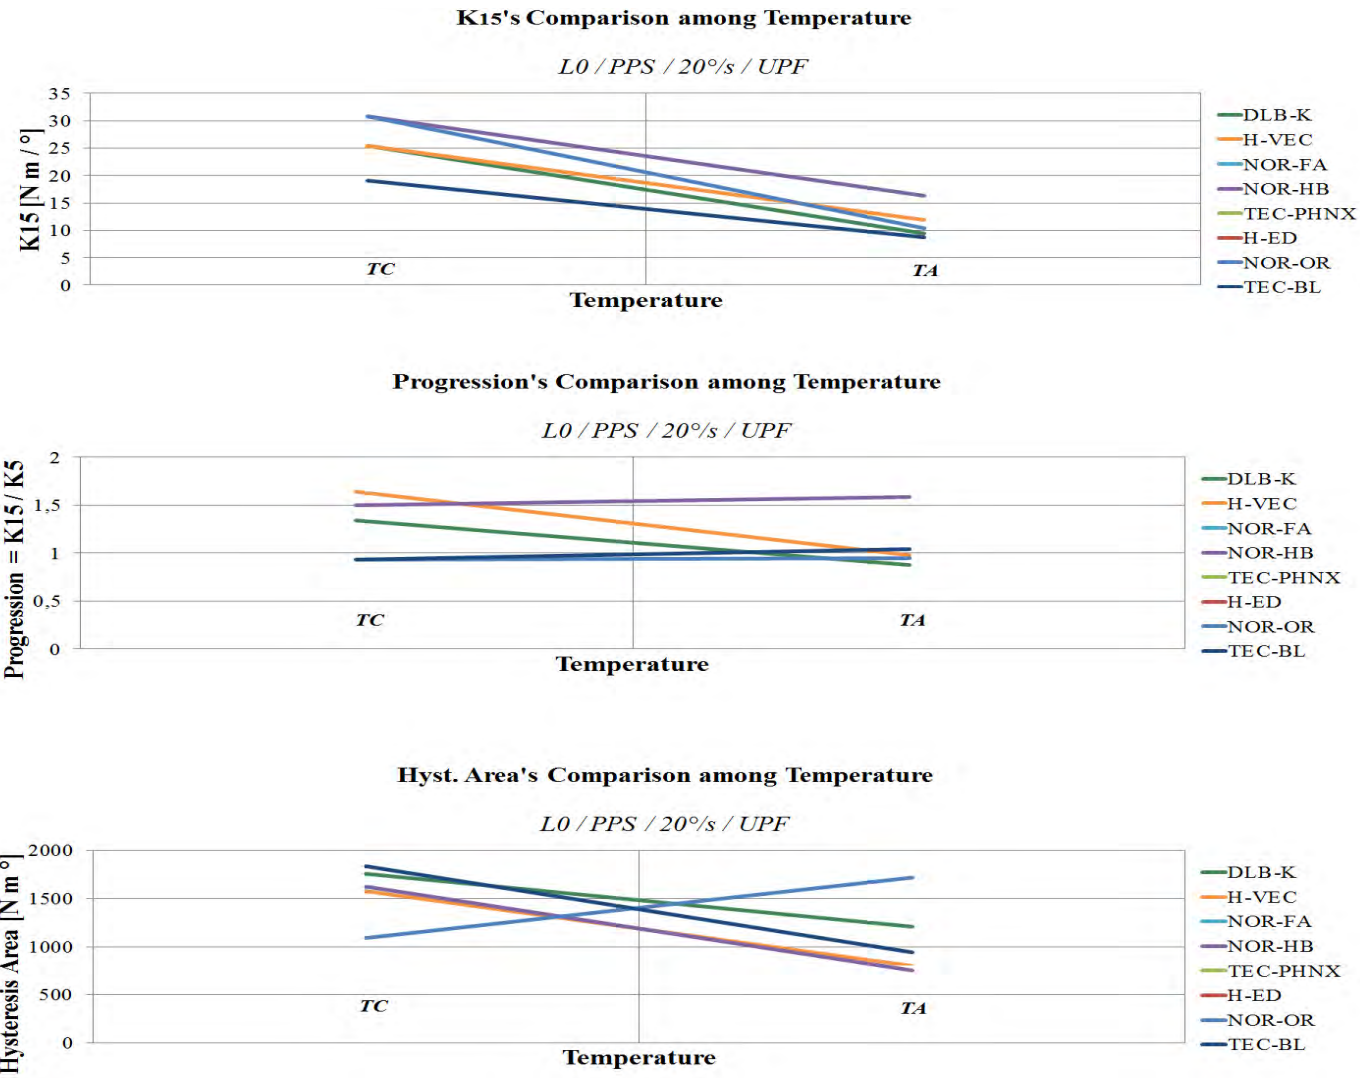 K15's Comparison among Temperature
L0 / PPS / 20°/s / UPF
K15 [N m / °]
35
30
25
20
15
10
5
0
TC
TA
Temperature
DLB-K
H-VEC
NOR-FA
NOR-HB
TEC-PHNX
H-ED
NOR-OR
TEC-BL
Progression's Comparison among Temperature
L0 / PPS / 20°/s / UPF
Progression = K15 / K5
2
1,5
1
0,5
0
TC
TA
Temperature
DLB-K
H-VEC
NOR-FA
NOR-HB
TEC-PHNX
H-ED
NOR-OR
TEC-BL
Hyst. Area's Comparison among Temperature
L0 / PPS / 20°/s / UPF
Hysteresis Area [N m °]
2000
1500
1000
500
0
TC
TA
Temperature
DLB-K
H-VEC
NOR-FA
NOR-HB
TEC-PHNX
H-ED
NOR-OR
TEC-BL